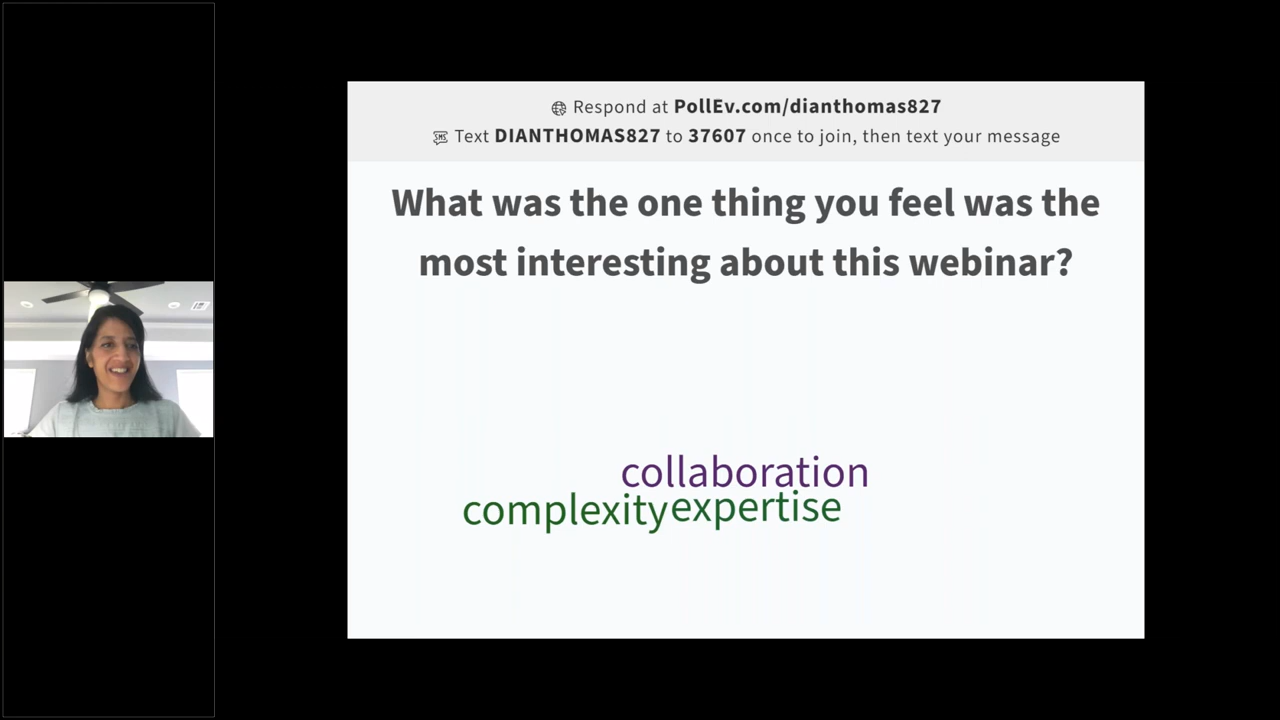 Respond at PollEv.com/dianthomas827
Text DIANTHOMAS827 to 37607 once to join, then text your message
What was the one thing you feel was the
most interesting about this webinar?
collaboration
complexity expertise